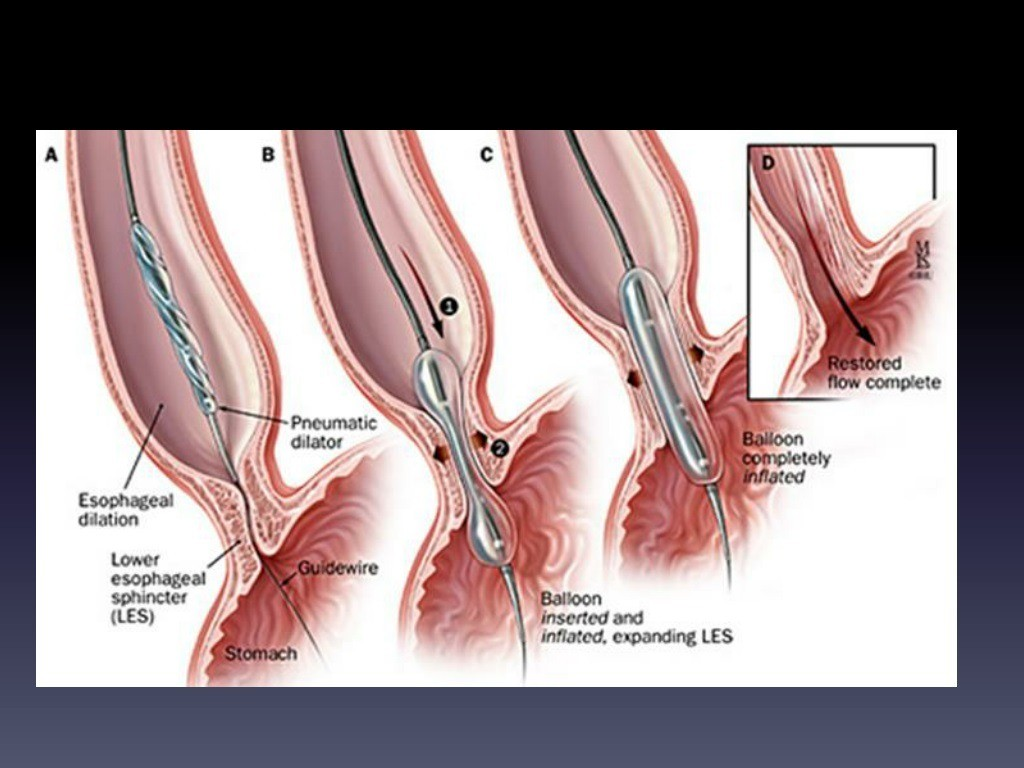 A
B
C
D
1
2
Pneumatic
dilator
Esophageal
dilation
Lower
esophageal
sphincter
(LES)
Guidewire
Stomach
Balloon
inserted and
inflated, expanding LES
Balloon
completely
inflated
Restored
flow complete